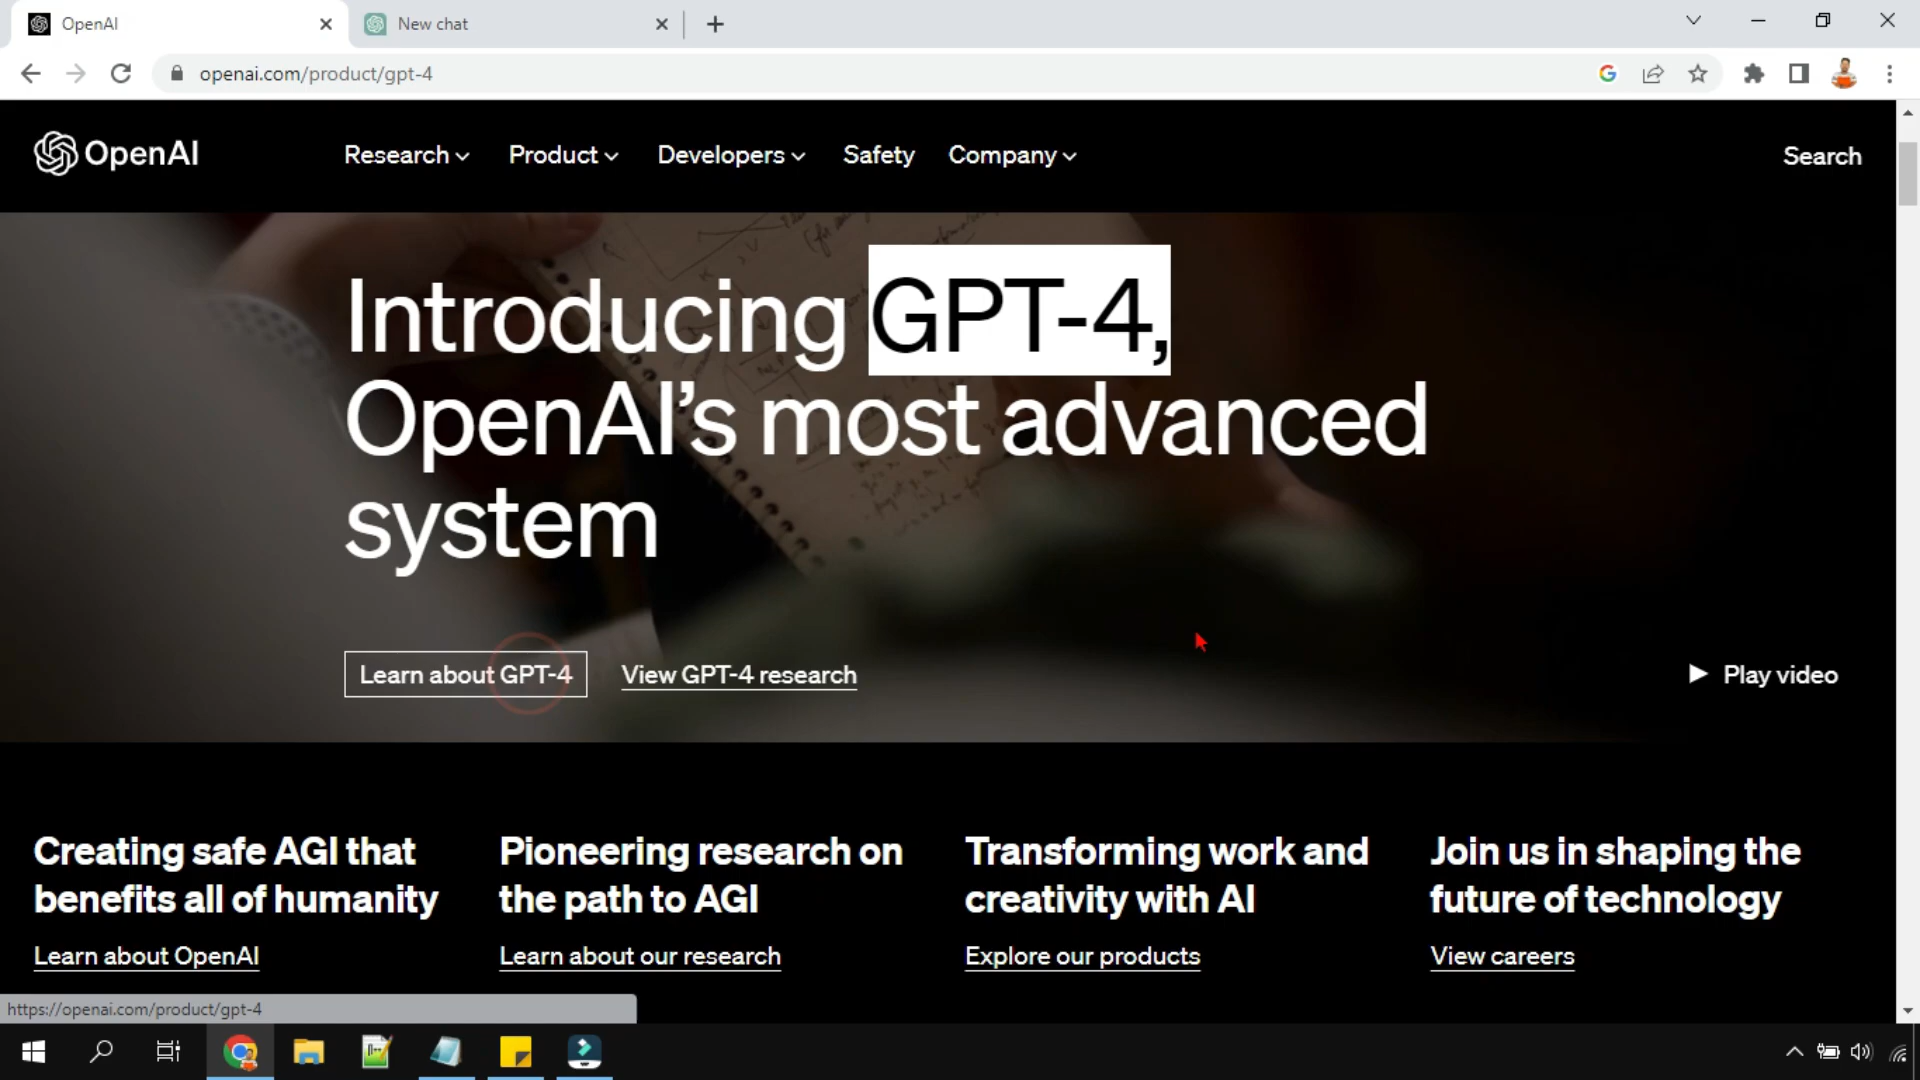 OpenAI
New chat
openai.com/product/gpt-4
OpenAI
Research
Product
Developers
Safety
Company
Search
Introducing GPT-4,
OpenAI’s most advanced
system
Learn about GPT-4
View GPT-4 research
Play video
Creating safe AGI that
benefits all of humanity
Learn about OpenAI
Pioneering research on
the path to AGI
Learn about our research
Transforming work and
creativity with AI
Explore our products
Join us in shaping the
future of technology
View careers
https://openai.com/product/gpt-4